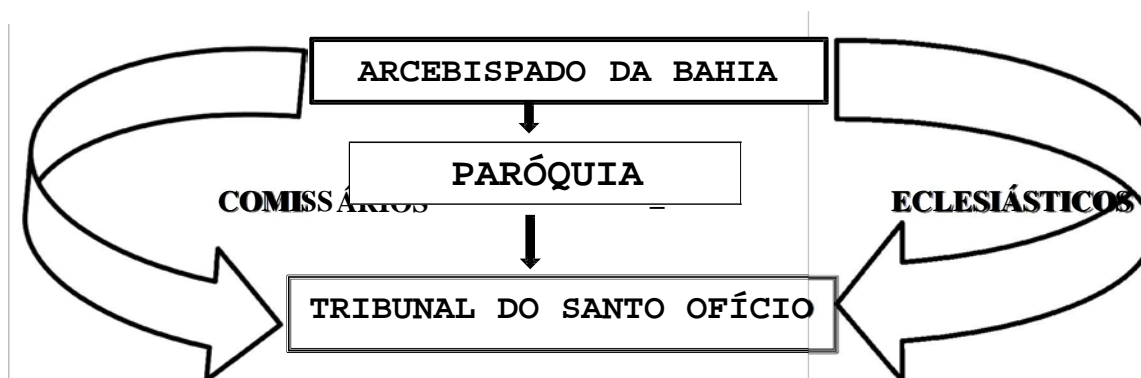 ARCEBISPADO DA BAHIA
PARÓQUIA
COMISSÁRIOS ECLESIÁSTICOS
TRIBUNAL DO SANTO OFÍCIO